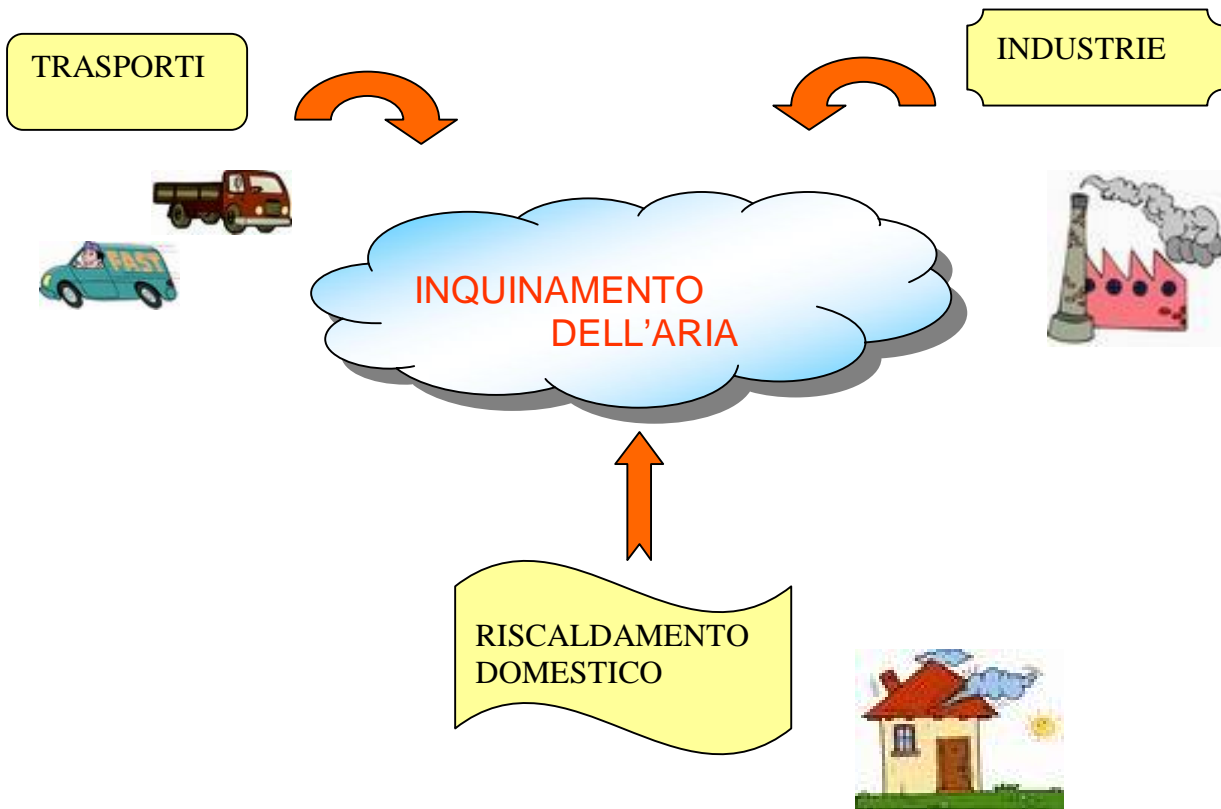 TRASPORTI
INDUSTRIE
FAST
INQUINAMENTO
DELL'ARIA
RISCALDAMENTO
DOMESTICO